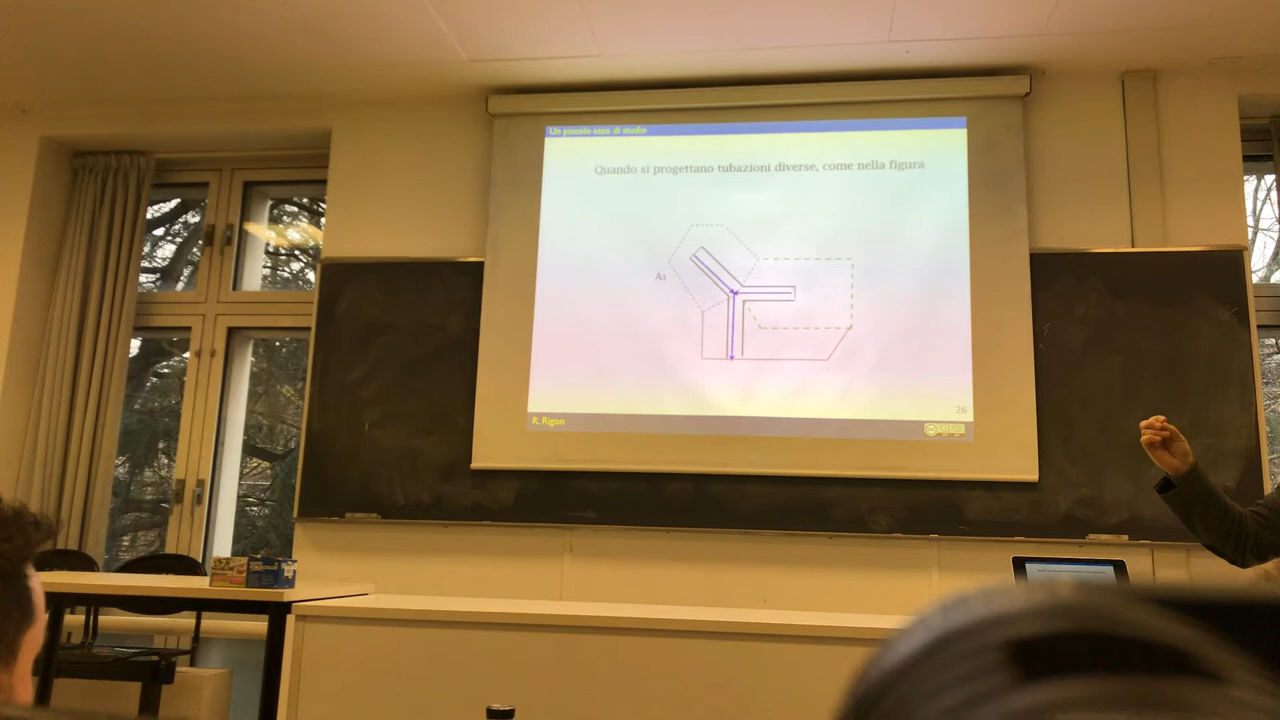 Un piccolo caso di studio
Quando si progettano tubazioni diverse, come nella figura
A1
26
R. Rigon